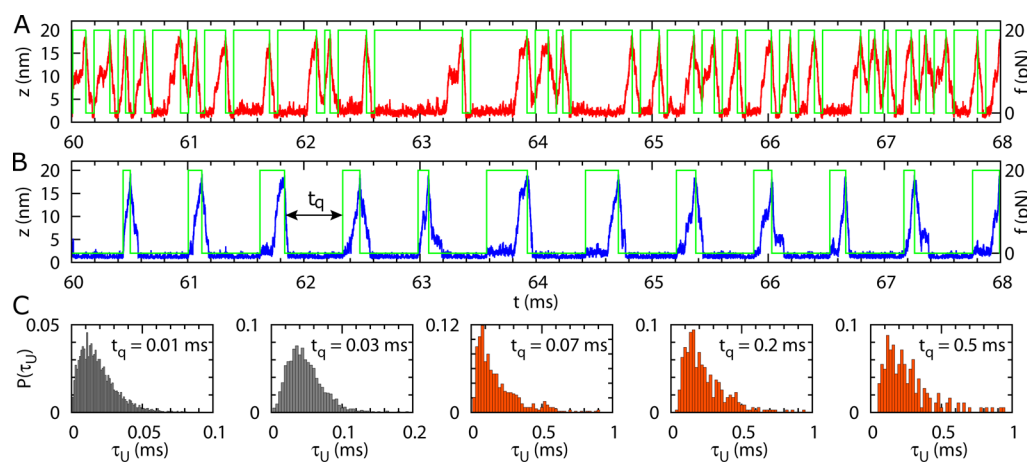 A
z (nm)
20
15
10
5
0
20
0
f (pN)
60 61 62 63 64 65 66 67 68
B
z (nm)
20
15
10
5
0
t_q
20
0
f (pN)
60 61 62 63 64 65 66 67 68
t (ms)
C
P(τ_U)
0.05
0
t_q = 0.01 ms
0 0.05 0.1
τ_U (ms)
0.1
0
t_q = 0.03 ms
0 0.1 0.2
τ_U (ms)
0.12
0
t_q = 0.07 ms
0 0.5 1
τ_U (ms)
0.1
0
t_q = 0.2 ms
0 0.5 1
τ_U (ms)
0.1
0
t_q = 0.5 ms
0 0.5 1
τ_U (ms)